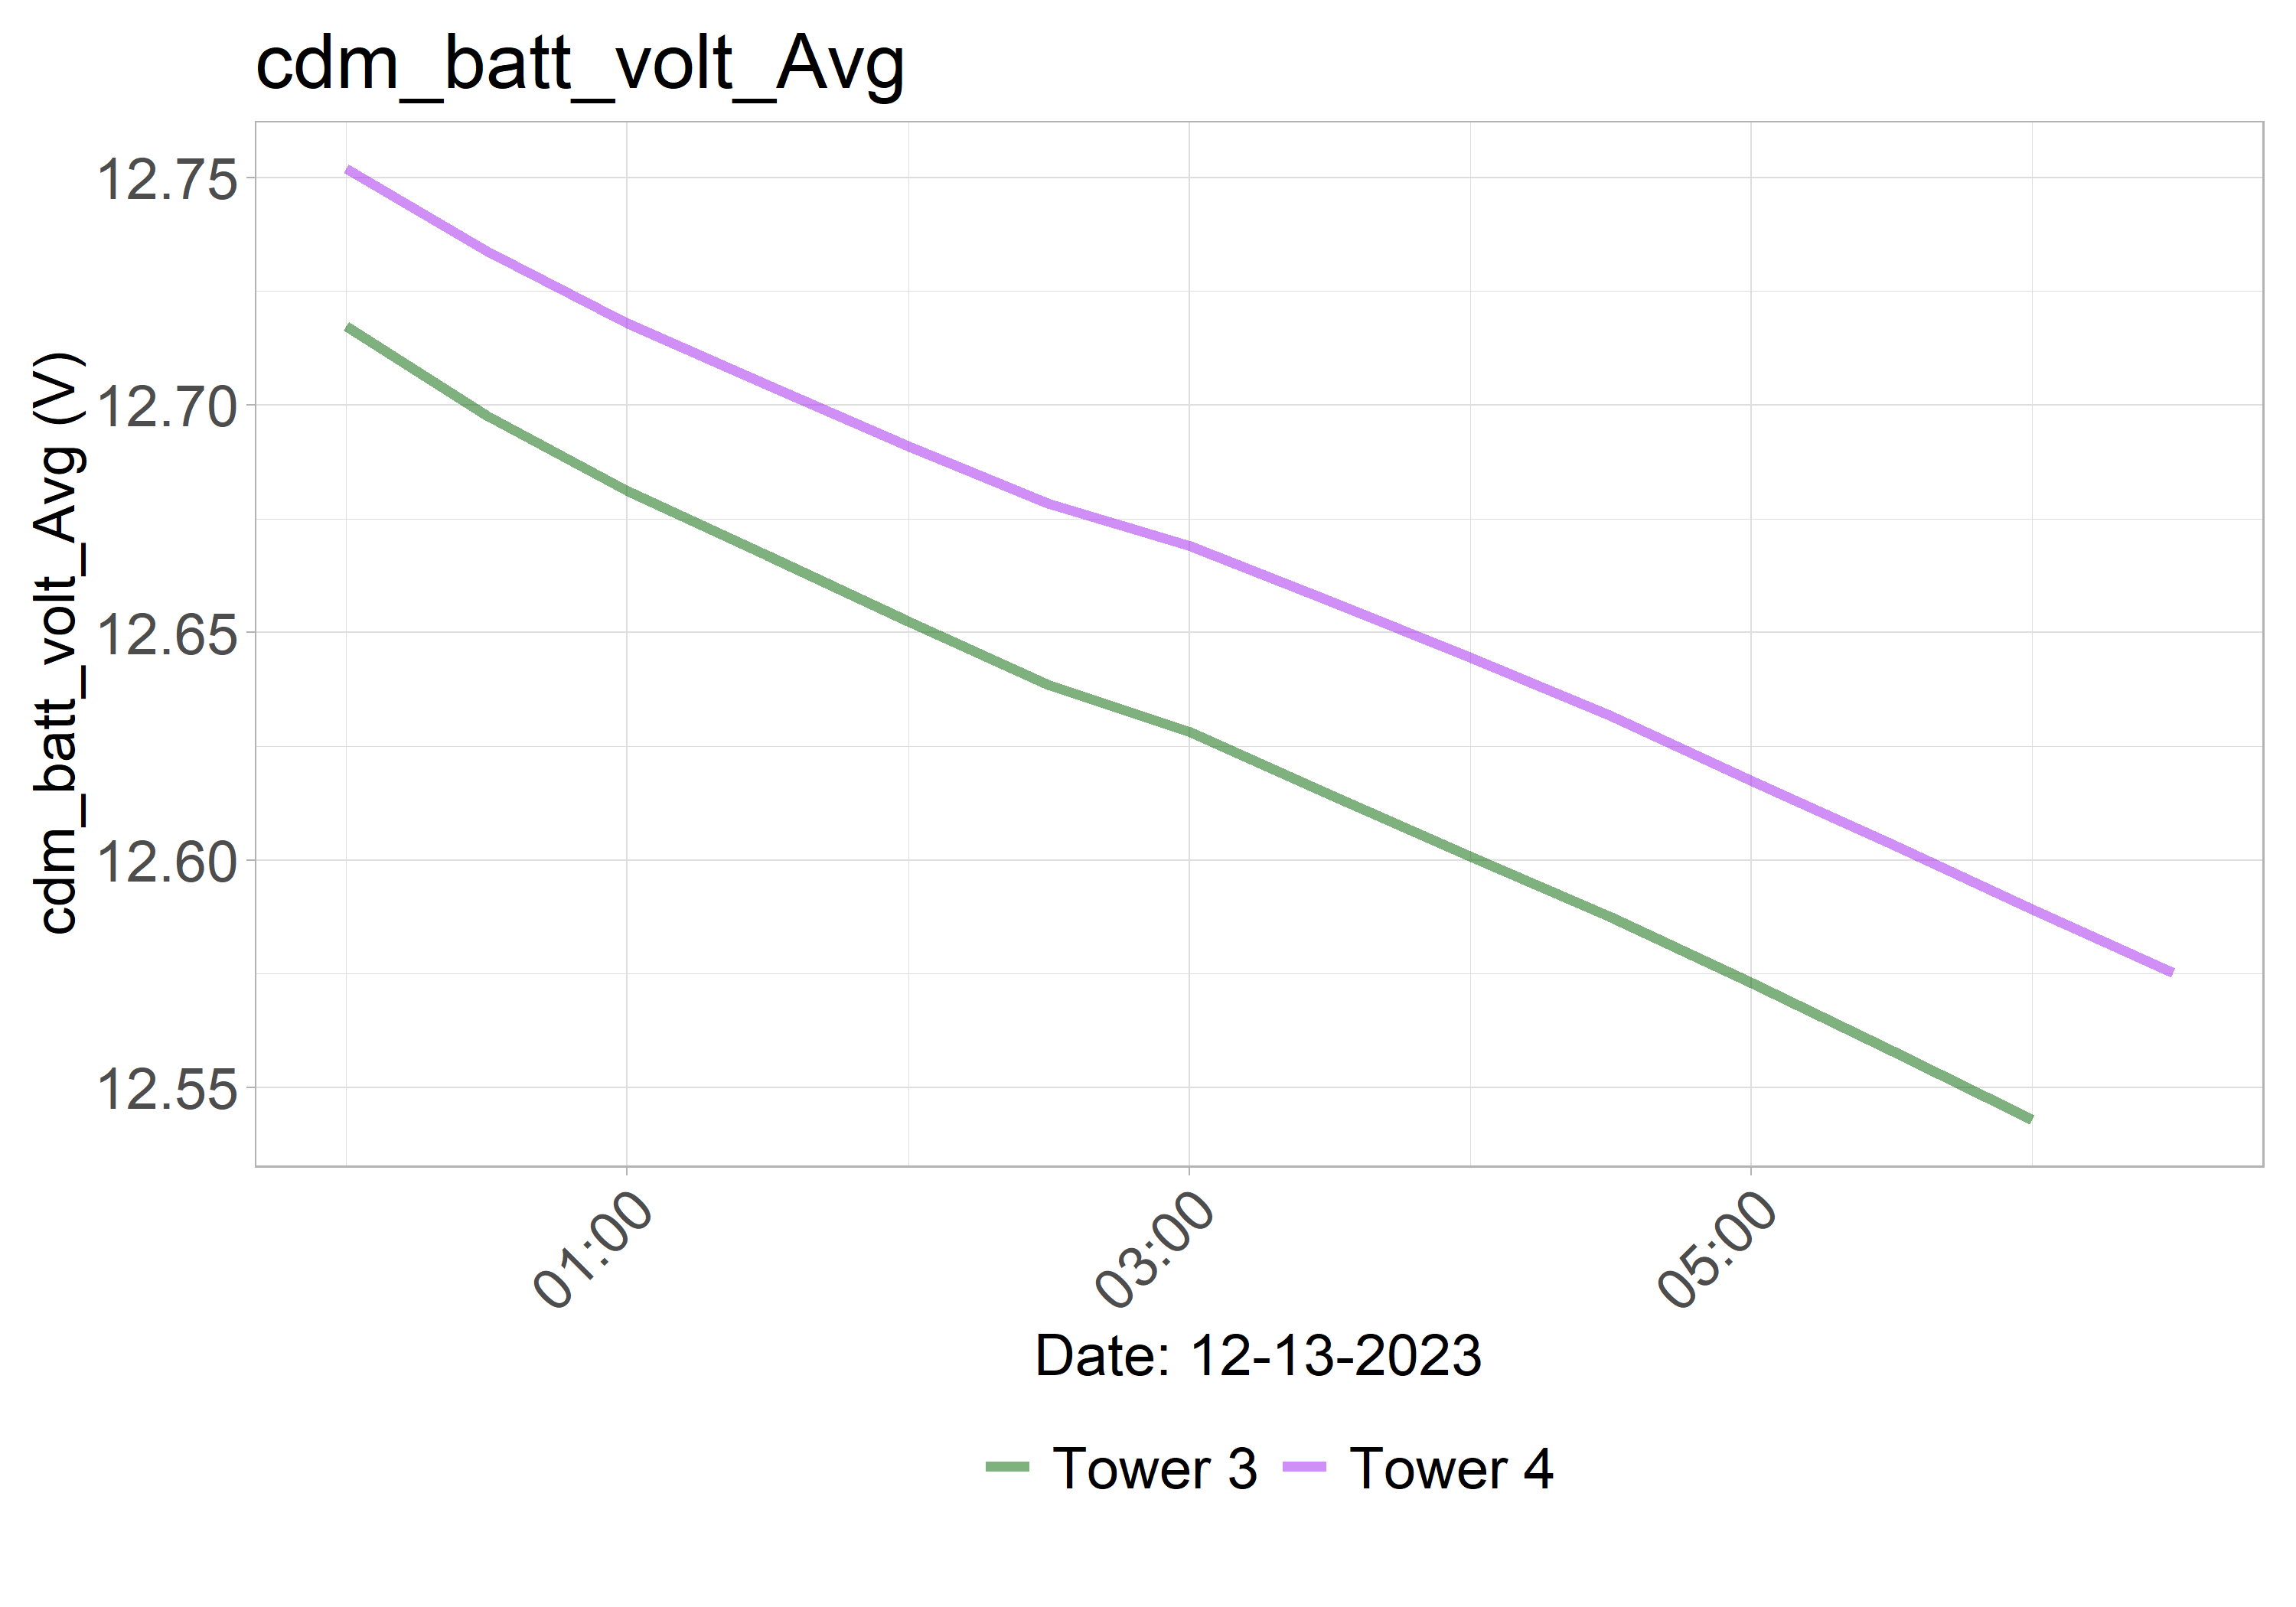 cdm_batt_volt_Avg
cdm_batt_volt_Avg (V)
12.75
12.70
12.65
12.60
12.55
01:00
03:00
05:00
Date: 12-13-2023
Tower 3
Tower 4